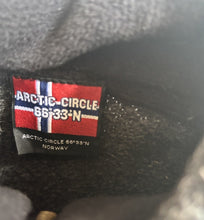 ARCTIC-CIRCLE
66°33'N
ARCTIC CIRCLE 66°33'N
NORWAY